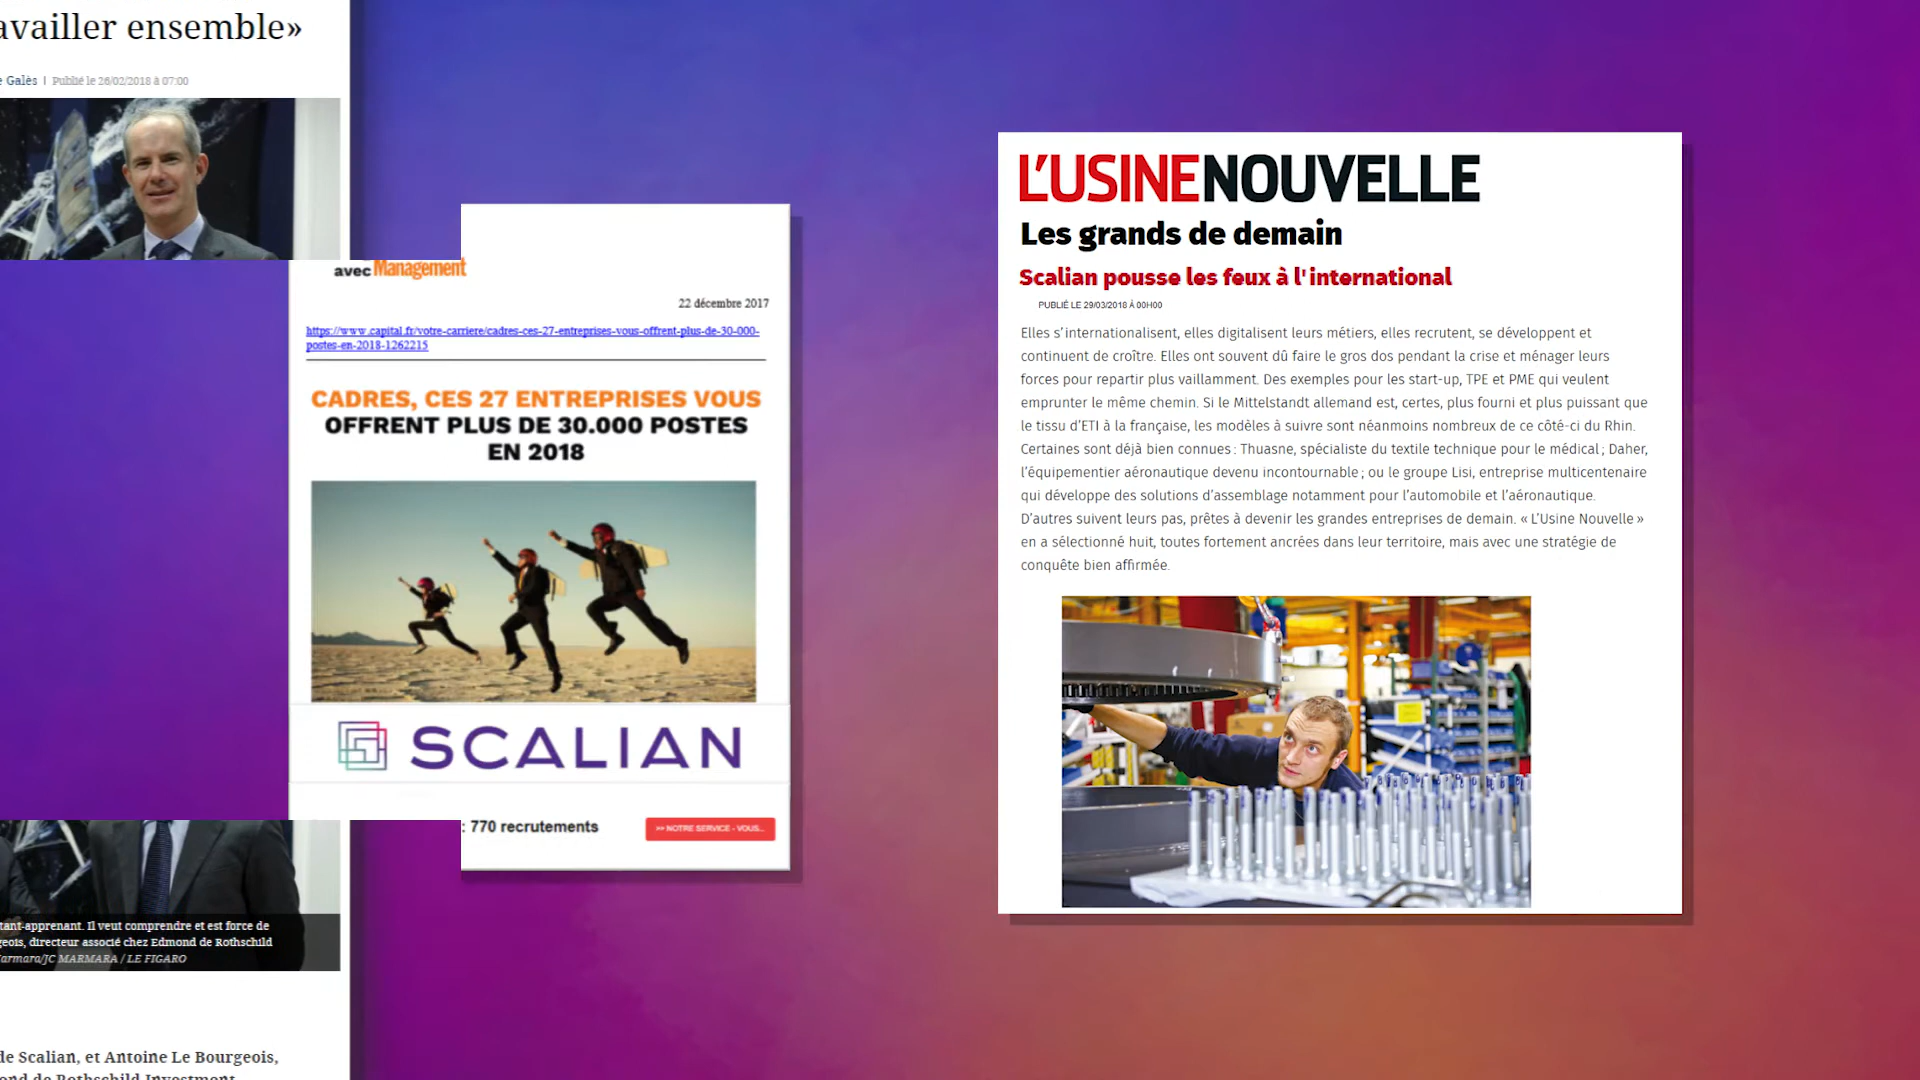 availler ensemble»
e Galès | Publié le 26/02/2018 à 07:00
tant-apprenant. Il veut comprendre et est force de
geois, directeur associé chez Edmond de Rothschild
armara/JC MARMARA / LE FIGARO
de Scalian, et Antoine Le Bourgeois,
ond de Rothschild Investment
avec Management
22 décembre 2017
https://www.capital.fr/votre-carriere/cadres-ces-27-entreprises-vous-offrent-plus-de-30-000-
postes-en-2018-1262215
CADRES, CES 27 ENTREPRISES VOUS
OFFRENT PLUS DE 30.000 POSTES
EN 2018
SCALIAN
: 770 recrutements
>> NOTRE SERVICE - VOUS...
L'USINENOUVELLE
Les grands de demain
Scalian pousse les feux à l'international
PUBLIÉ LE 29/03/2018 À 00H00
Elles s'internationalisent, elles digitalisent leurs métiers, elles recrutent, se développent et
continuent de croître. Elles ont souvent dû faire le gros dos pendant la crise et ménager leurs
forces pour repartir plus vaillamment. Des exemples pour les start-up, TPE et PME qui veulent
emprunter le même chemin. Si le Mittelstandt allemand est, certes, plus fourni et plus puissant que
le tissu d'ETI à la française, les modèles à suivre sont néanmoins nombreux de ce côté-ci du Rhin.
Certaines sont déjà bien connues : Thuasne, spécialiste du textile technique pour le médical ; Daher,
l'équipementier aéronautique devenu incontournable ; ou le groupe Lisi, entreprise multicentenaire
qui développe des solutions d'assemblage notamment pour l'automobile et l'aéronautique.
D'autres suivent leurs pas, prêtes à devenir les grandes entreprises de demain. « L'Usine Nouvelle »
en a sélectionné huit, toutes fortement ancrées dans leur territoire, mais avec une stratégie de
conquête bien affirmée.